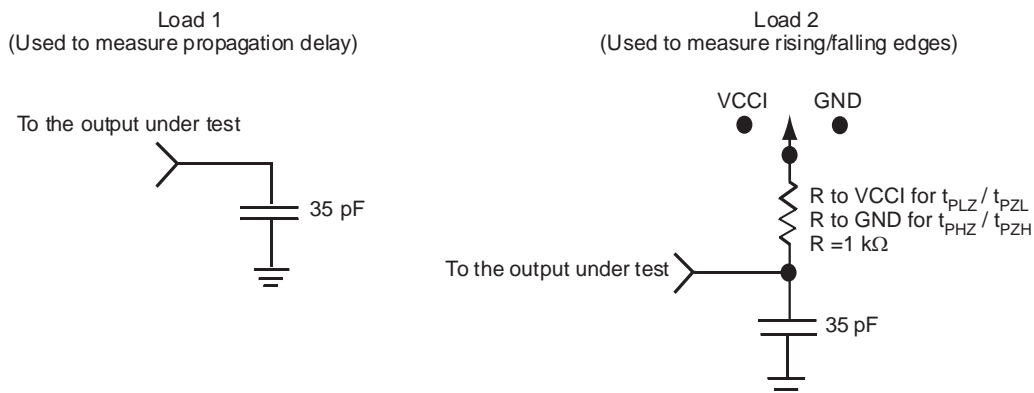 Load 1
(Used to measure propagation delay)
To the output under test
35 pF
Load 2
(Used to measure rising/falling edges)
VCCI
GND
R to VCCI for tPLZ / tPZL
R to GND for tPHZ / tPZH
R =1 kΩ
To the output under test
35 pF